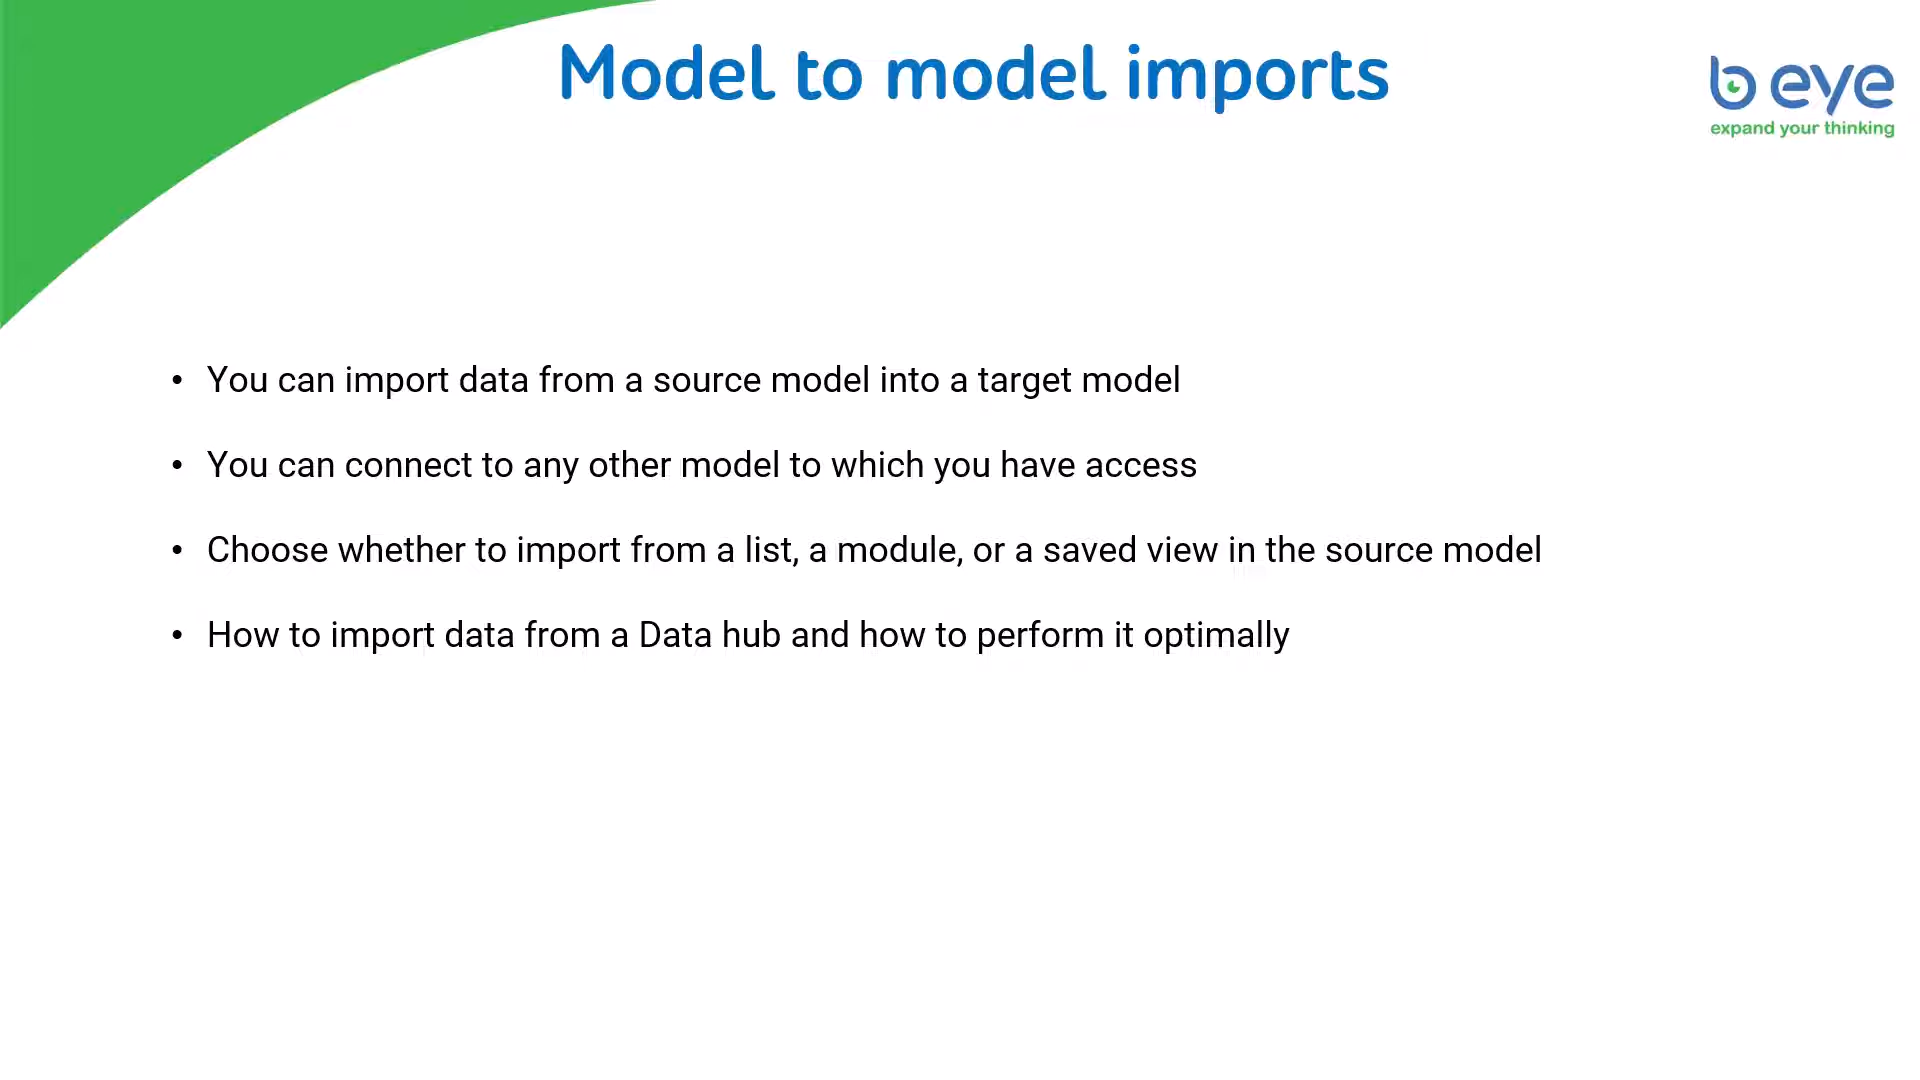 Model to model imports
b eye
expand your thinking
• You can import data from a source model into a target model
• You can connect to any other model to which you have access
• Choose whether to import from a list, a module, or a saved view in the source model
• How to import data from a Data hub and how to perform it optimally